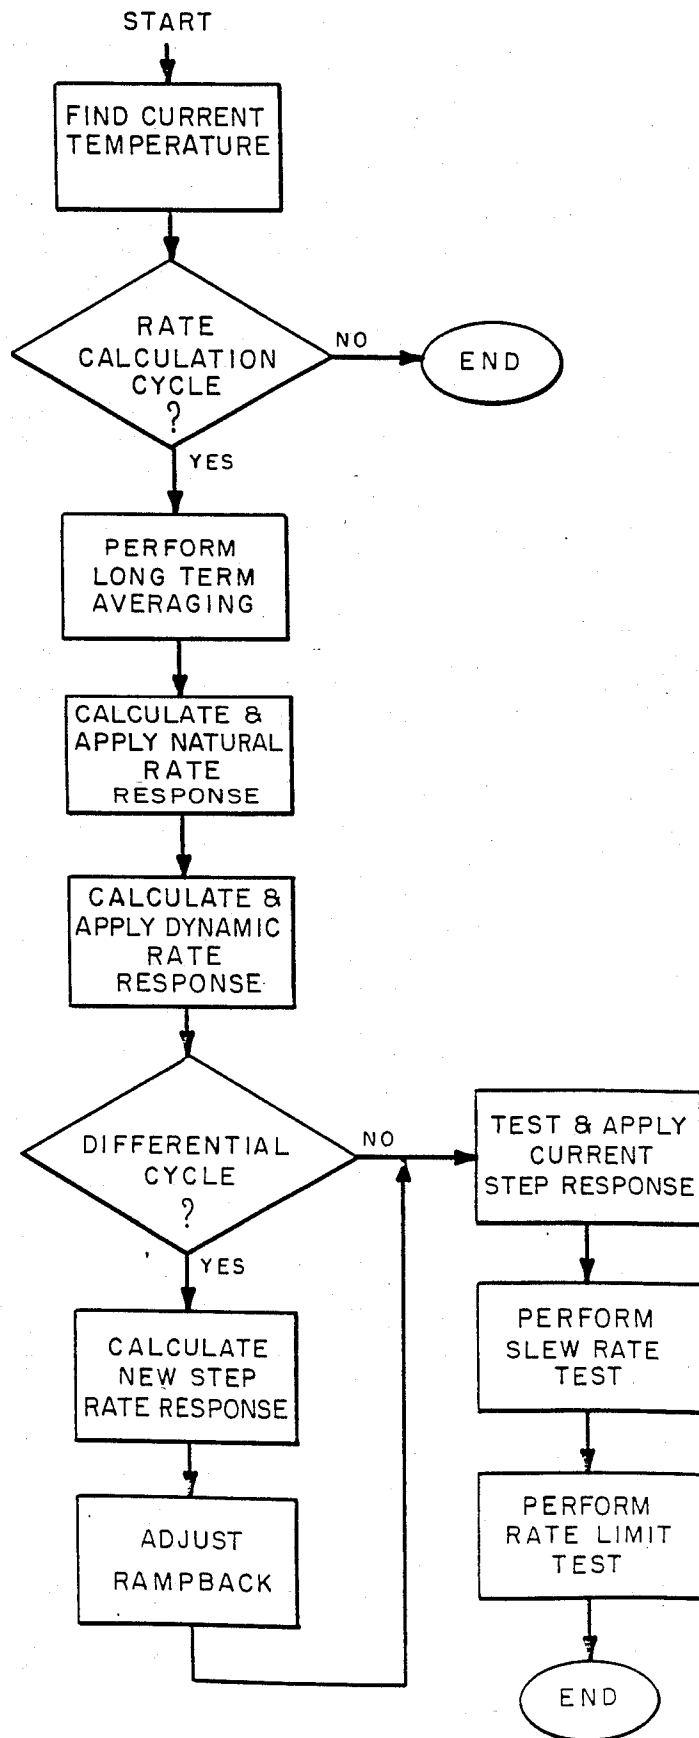 START
FIND CURRENT
TEMPERATURE
RATE
CALCULATION
CYCLE
?
NO
END
YES
PERFORM
LONG TERM
AVERAGING
CALCULATE &
APPLY NATURAL
RATE
RESPONSE
CALCULATE &
APPLY DYNAMIC
RATE
RESPONSE
DIFFERENTIAL
CYCLE
?
NO
YES
CALCULATE
NEW STEP
RATE RESPONSE
ADJUST
RAMPBACK
TEST & APPLY
CURRENT
STEP RESPONSE
PERFORM
SLEW RATE
TEST
PERFORM
RATE LIMIT
TEST
END